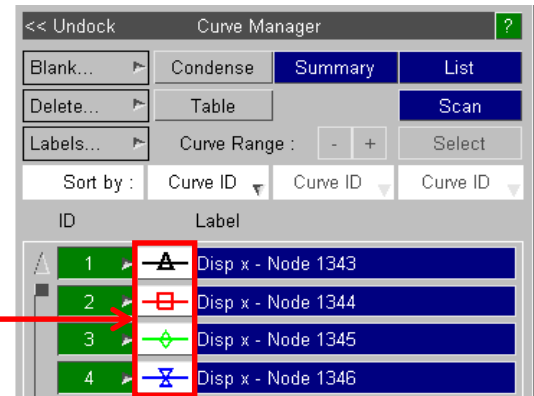 << Undock Curve Manager ?
Blank... Condense Summary List
Delete... Table Scan
Labels... Curve Range : - + Select
Sort by : Curve ID Curve ID Curve ID
ID Label
1 Disp x - Node 1343
2 Disp x - Node 1344
3 Disp x - Node 1345
4 Disp x - Node 1346